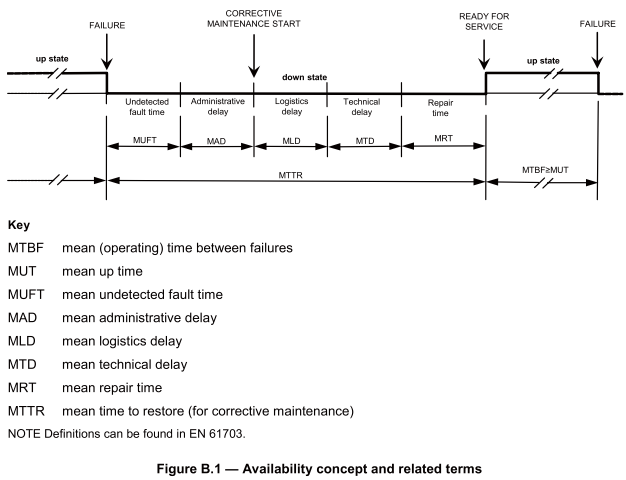 FAILURE
CORRECTIVE
MAINTENANCE START
READY FOR
SERVICE
FAILURE
up state
down state
up state
Undetected
fault time
Administrative
delay
Logistics
delay
Technical
delay
Repair
time
MUFT
MAD
MLD
MTD
MRT
MTTR
MTBF≥MUT
Key
MTBF mean (operating) time between failures
MUT mean up time
MUFT mean undetected fault time
MAD mean administrative delay
MLD mean logistics delay
MTD mean technical delay
MRT mean repair time
MTTR mean time to restore (for corrective maintenance)
NOTE Definitions can be found in EN 61703.
Figure B.1 — Availability concept and related terms